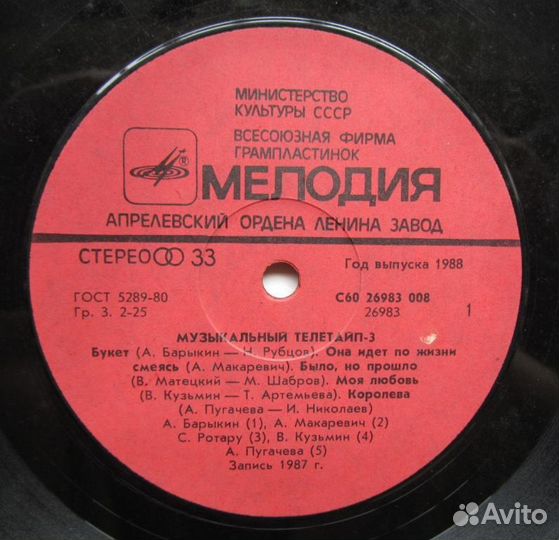 МИНИСТЕРСТВО
КУЛЬТУРЫ СССР
ВСЕСОЮЗНАЯ ФИРМА
ГРАМПЛАСТИНОК
®
МЕЛОДИЯ
АПРЕЛЕВСКИЙ ОРДЕНА ЛЕНИНА ЗАВОД
СТЕРЕО 33
Год выпуска 1988
ГОСТ 5289-80
С60 26983 008
Гр. 3. 2-25
26983
1
МУЗЫКАЛЬНЫЙ ТЕЛЕТАЙП-3
Букет (А. Барыкин — Н. Рубцов). Она идет по жизни
смеясь (А. Макаревич). Было, но прошло
(В. Матецкий — М. Шабров). Моя любовь
(В. Кузьмин — Т. Артемьева). Королева
(А. Пугачева — И. Николаев)
А. Барыкин (1), А. Макаревич (2)
С. Ротару (3), В. Кузьмин (4)
А. Пугачева (5)
Запись 1987 г.
Avito